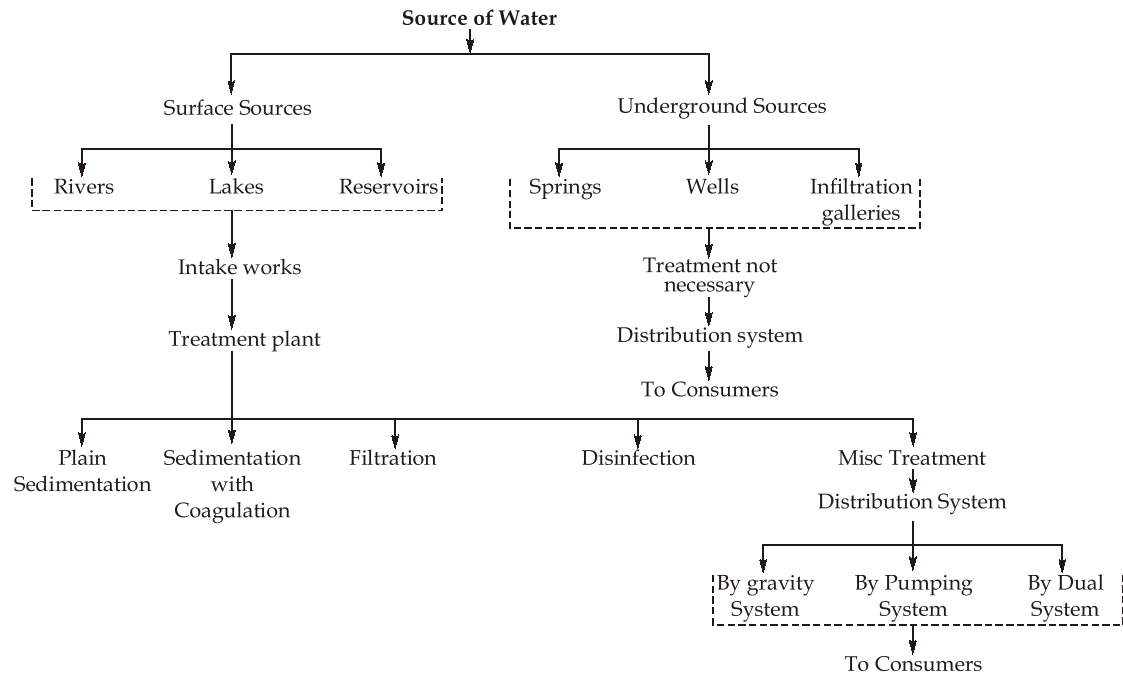 Source of Water
Surface Sources
Underground Sources
Rivers
Lakes
Reservoirs
Springs
Wells
Infiltration
galleries
Intake works
Treatment not
necessary
Treatment plant
Distribution system
To Consumers
Plain
Sedimentation
Sedimentation
with
Coagulation
Filtration
Disinfection
Misc Treatment
Distribution System
By gravity
System
By Pumping
System
By Dual
System
To Consumers